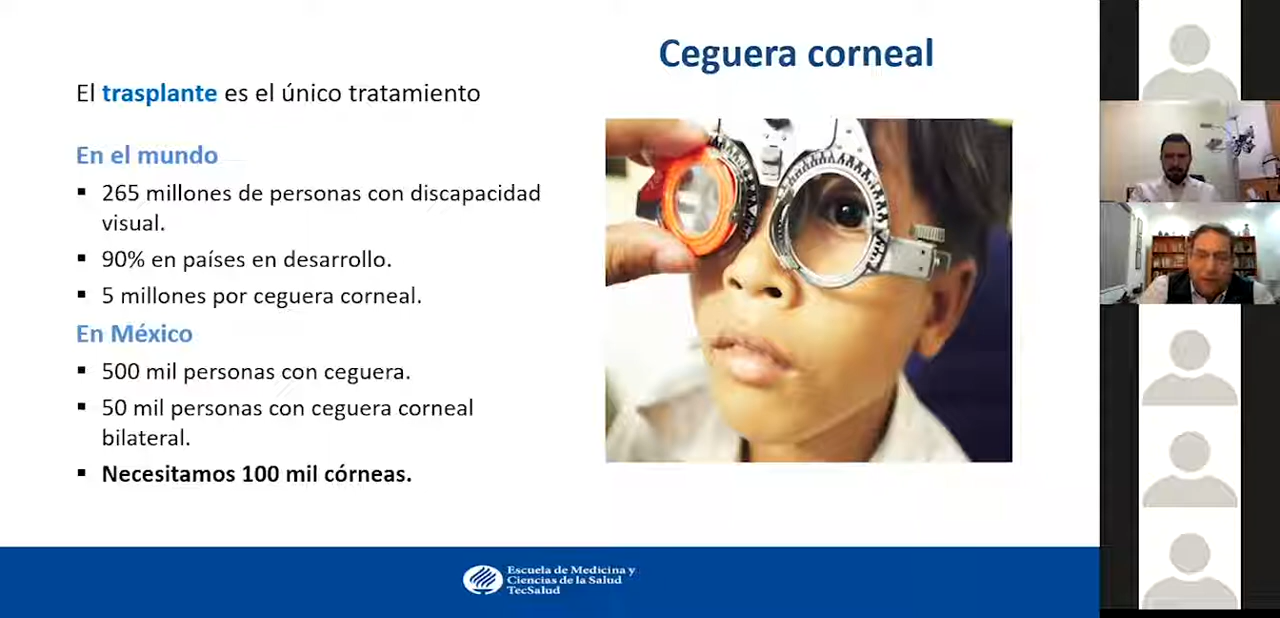 Ceguera corneal
El trasplante es el único tratamiento
En el mundo
▪ 265 millones de personas con discapacidad
visual.
▪ 90% en países en desarrollo.
▪ 5 millones por ceguera corneal.
En México
▪ 500 mil personas con ceguera.
▪ 50 mil personas con ceguera corneal
bilateral.
▪ Necesitamos 100 mil córneas.
Escuela de Medicina y
Ciencias de la Salud
TecSalud